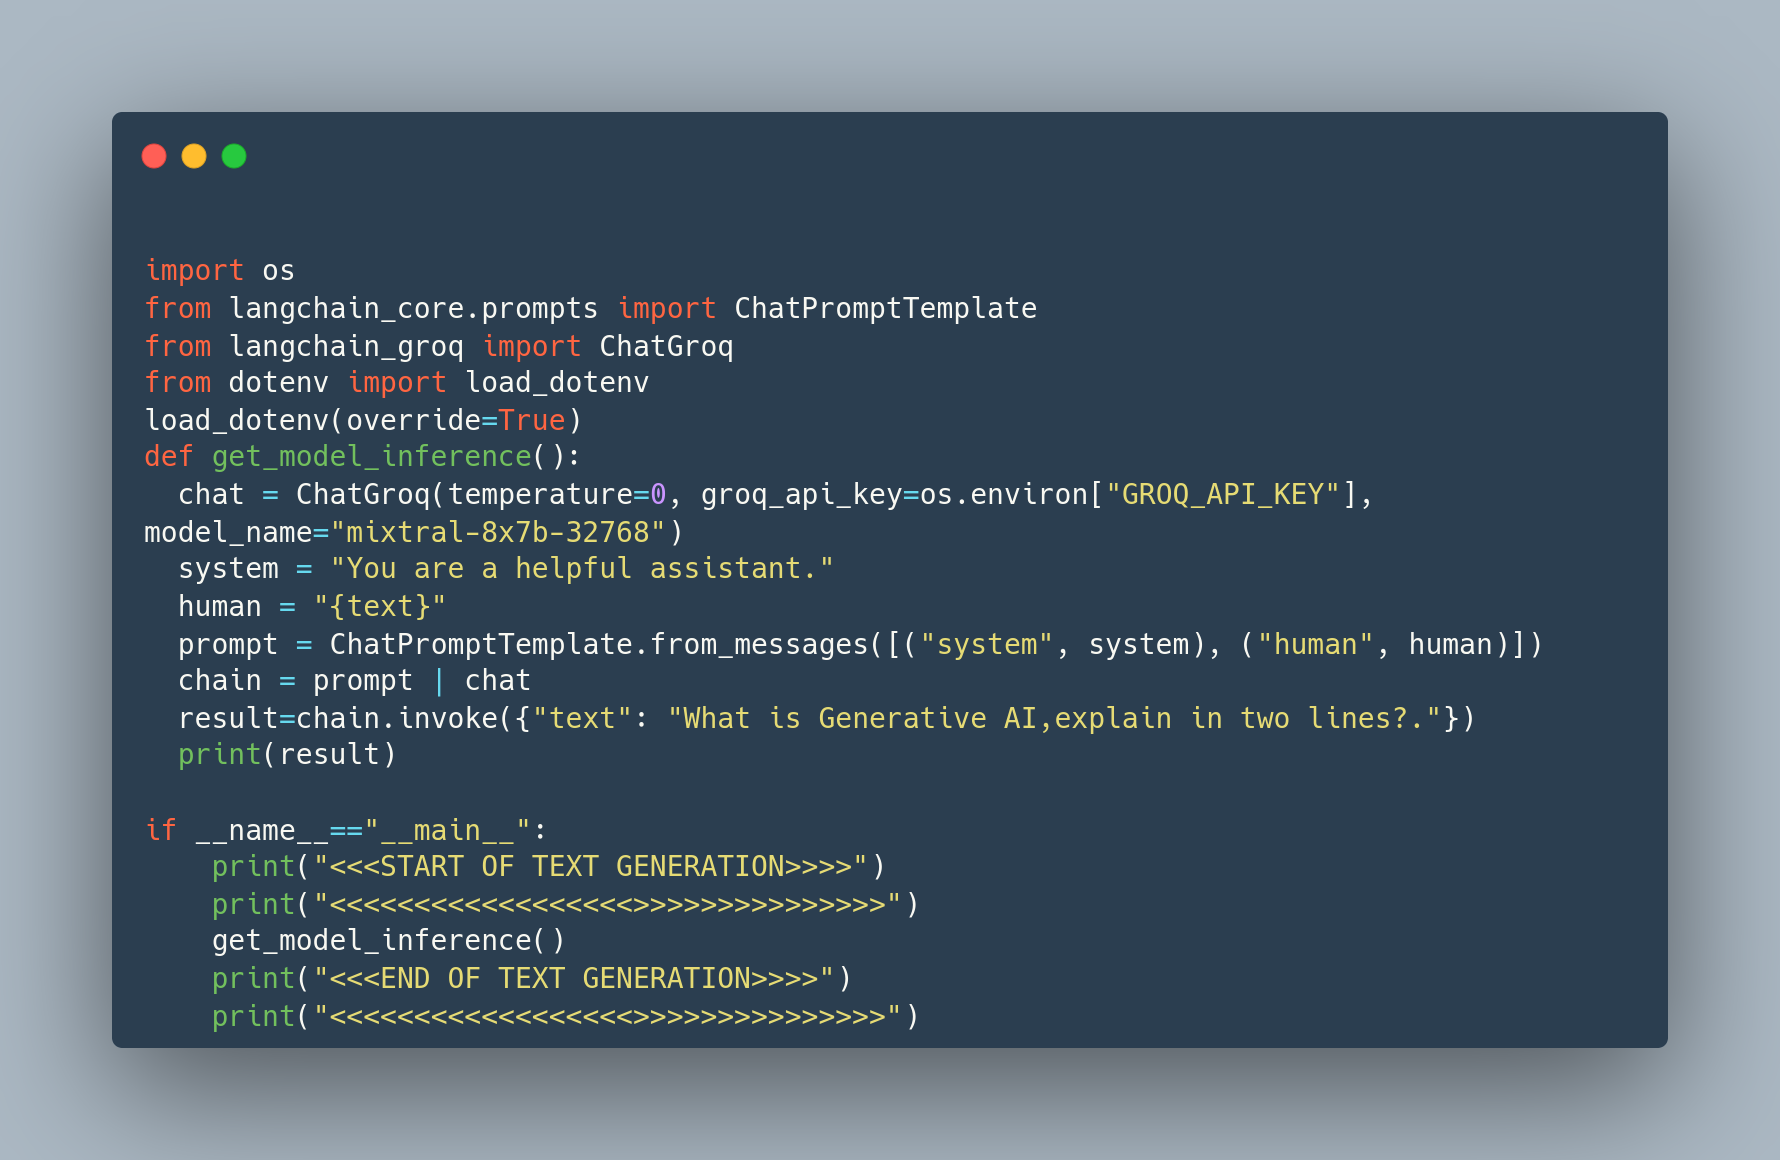 import os
from langchain_core.prompts import ChatPromptTemplate
from langchain_groq import ChatGroq
from dotenv import load_dotenv
load_dotenv(override=True)
def get_model_inference():
  chat = ChatGroq(temperature=0, groq_api_key=os.environ["GROQ_API_KEY"],
model_name="mixtral-8x7b-32768")
  system = "You are a helpful assistant."
  human = "{text}"
  prompt = ChatPromptTemplate.from_messages([("system", system), ("human", human)])
  chain = prompt | chat
  result=chain.invoke({"text": "What is Generative AI,explain in two lines?."})
  print(result)

if __name__=="__main__":
    print("<<<START OF TEXT GENERATION>>>>")
    print("<<<<<<<<<<<<<<<<<<>>>>>>>>>>>>>>>")
    get_model_inference()
    print("<<<END OF TEXT GENERATION>>>>")
    print("<<<<<<<<<<<<<<<<<<>>>>>>>>>>>>>>>")